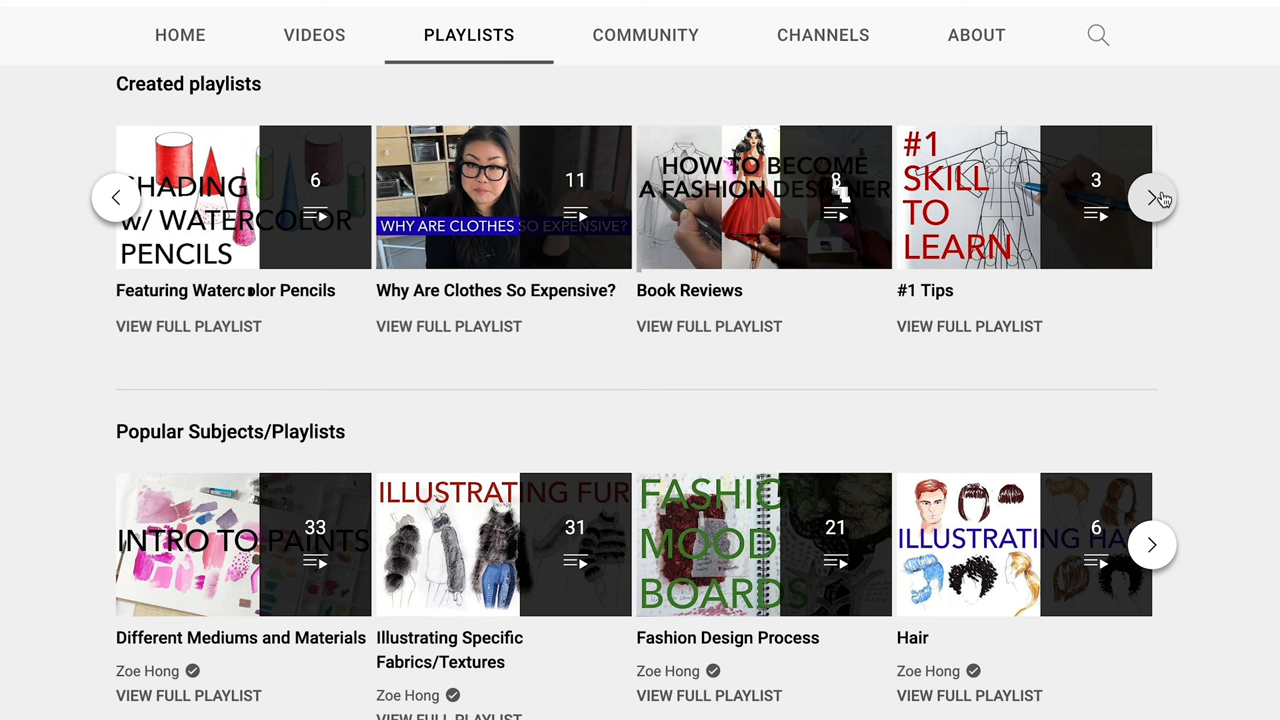 HOME VIDEOS PLAYLISTS COMMUNITY CHANNELS ABOUT
Created playlists
SHADING
w/ WATERCOLOR
PENCILS
6
Featuring Watercolor Pencils
VIEW FULL PLAYLIST
WHY ARE CLOTHES SO EXPENSIVE?
11
Why Are Clothes So Expensive?
VIEW FULL PLAYLIST
HOW TO BECOME
A FASHION DESIGNER
8
Book Reviews
VIEW FULL PLAYLIST
#1
SKILL
TO
LEARN
3
#1 Tips
VIEW FULL PLAYLIST
Popular Subjects/Playlists
INTRO TO PAINTS
33
Different Mediums and Materials
Zoe Hong
VIEW FULL PLAYLIST
ILLUSTRATING FUR
31
Illustrating Specific
Fabrics/Textures
Zoe Hong
VIEW FULL PLAYLIST
FASHION
MOOD
BOARDS
21
Fashion Design Process
Zoe Hong
VIEW FULL PLAYLIST
ILLUSTRATING HA
6
Hair
Zoe Hong
VIEW FULL PLAYLIST